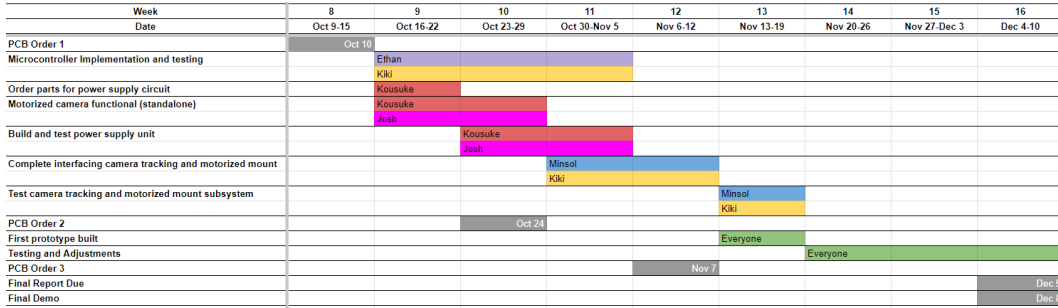 Week 8 9 10 11 12 13 14 15 16
Date Oct 9-15 Oct 16-22 Oct 23-29 Oct 30-Nov 5 Nov 6-12 Nov 13-19 Nov 20-26 Nov 27-Dec 3 Dec 4-10
PCB Order 1 Oct 10
Microcontroller Implementation and testing Ethan
Kiki
Order parts for power supply circuit Kousuke
Motorized camera functional (standalone) Kousuke
Josh
Build and test power supply unit Kousuke
Josh
Complete interfacing camera tracking and motorized mount Minsol
Kiki
Test camera tracking and motorized mount subsystem Minsol
Kiki
PCB Order 2 Oct 24
First prototype built Everyone
Testing and Adjustments Everyone
PCB Order 3 Nov 7
Final Report Due Dec
Final Demo Dec